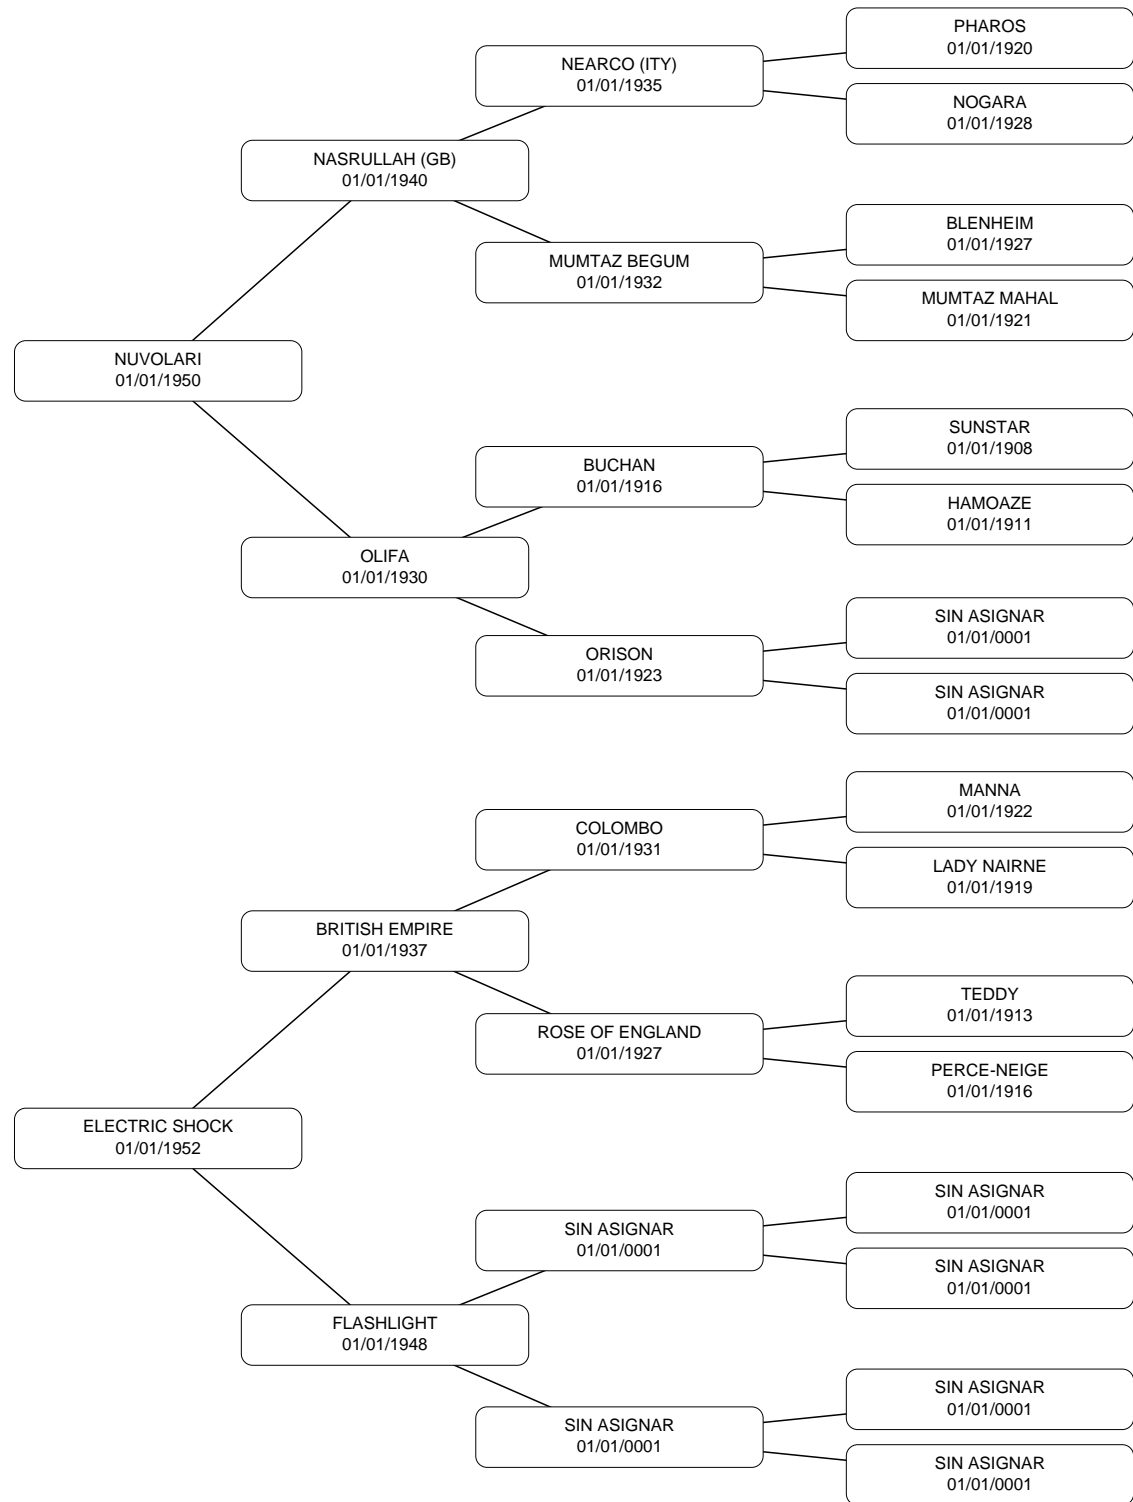 PHAROS
01/01/1920
NEARCO (ITY)
01/01/1935
NOGARA
01/01/1928
NASRULLAH (GB)
01/01/1940
BLENHEIM
01/01/1927
MUMTAZ BEGUM
01/01/1932
MUMTAZ MAHAL
01/01/1921
NUVOLARI
01/01/1950
SUNSTAR
01/01/1908
BUCHAN
01/01/1916
HAMOAZE
01/01/1911
OLIFA
01/01/1930
SIN ASIGNAR
01/01/0001
ORISON
01/01/1923
SIN ASIGNAR
01/01/0001
MANNA
01/01/1922
COLOMBO
01/01/1931
LADY NAIRNE
01/01/1919
BRITISH EMPIRE
01/01/1937
TEDDY
01/01/1913
ROSE OF ENGLAND
01/01/1927
PERCE-NEIGE
01/01/1916
ELECTRIC SHOCK
01/01/1952
SIN ASIGNAR
01/01/0001
SIN ASIGNAR
01/01/0001
SIN ASIGNAR
01/01/0001
FLASHLIGHT
01/01/1948
SIN ASIGNAR
01/01/0001
SIN ASIGNAR
01/01/0001
SIN ASIGNAR
01/01/0001